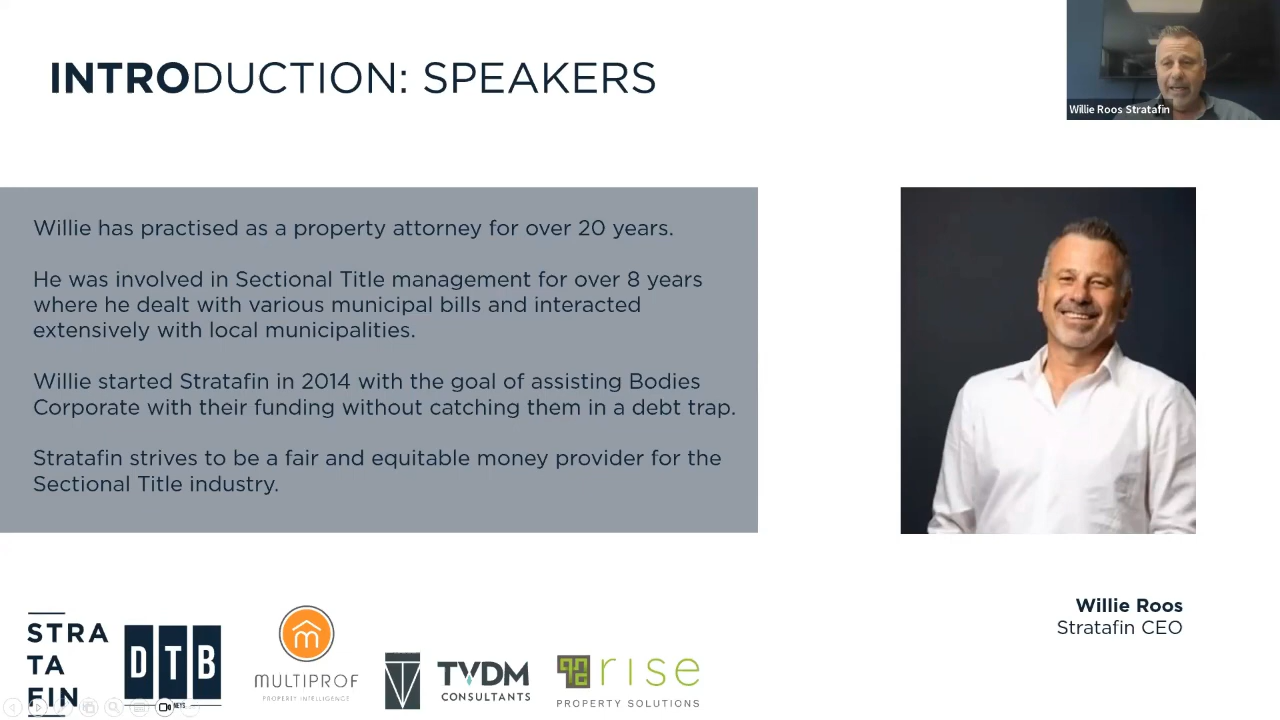 INTRODUCTION: SPEAKERS
Willie Roos Stratafin
Willie has practised as a property attorney for over 20 years.
He was involved in Sectional Title management for over 8 years
where he dealt with various municipal bills and interacted
extensively with local municipalities.
Willie started Stratafin in 2014 with the goal of assisting Bodies
Corporate with their funding without catching them in a debt trap.
Stratafin strives to be a fair and equitable money provider for the
Sectional Title industry.
Willie Roos
Stratafin CEO
STRA
TA
FIN
DTB
NEYS
MULTIPROF
PROPERTY INTELLIGENCE
TVDM
CONSULTANTS
rise
PROPERTY SOLUTIONS